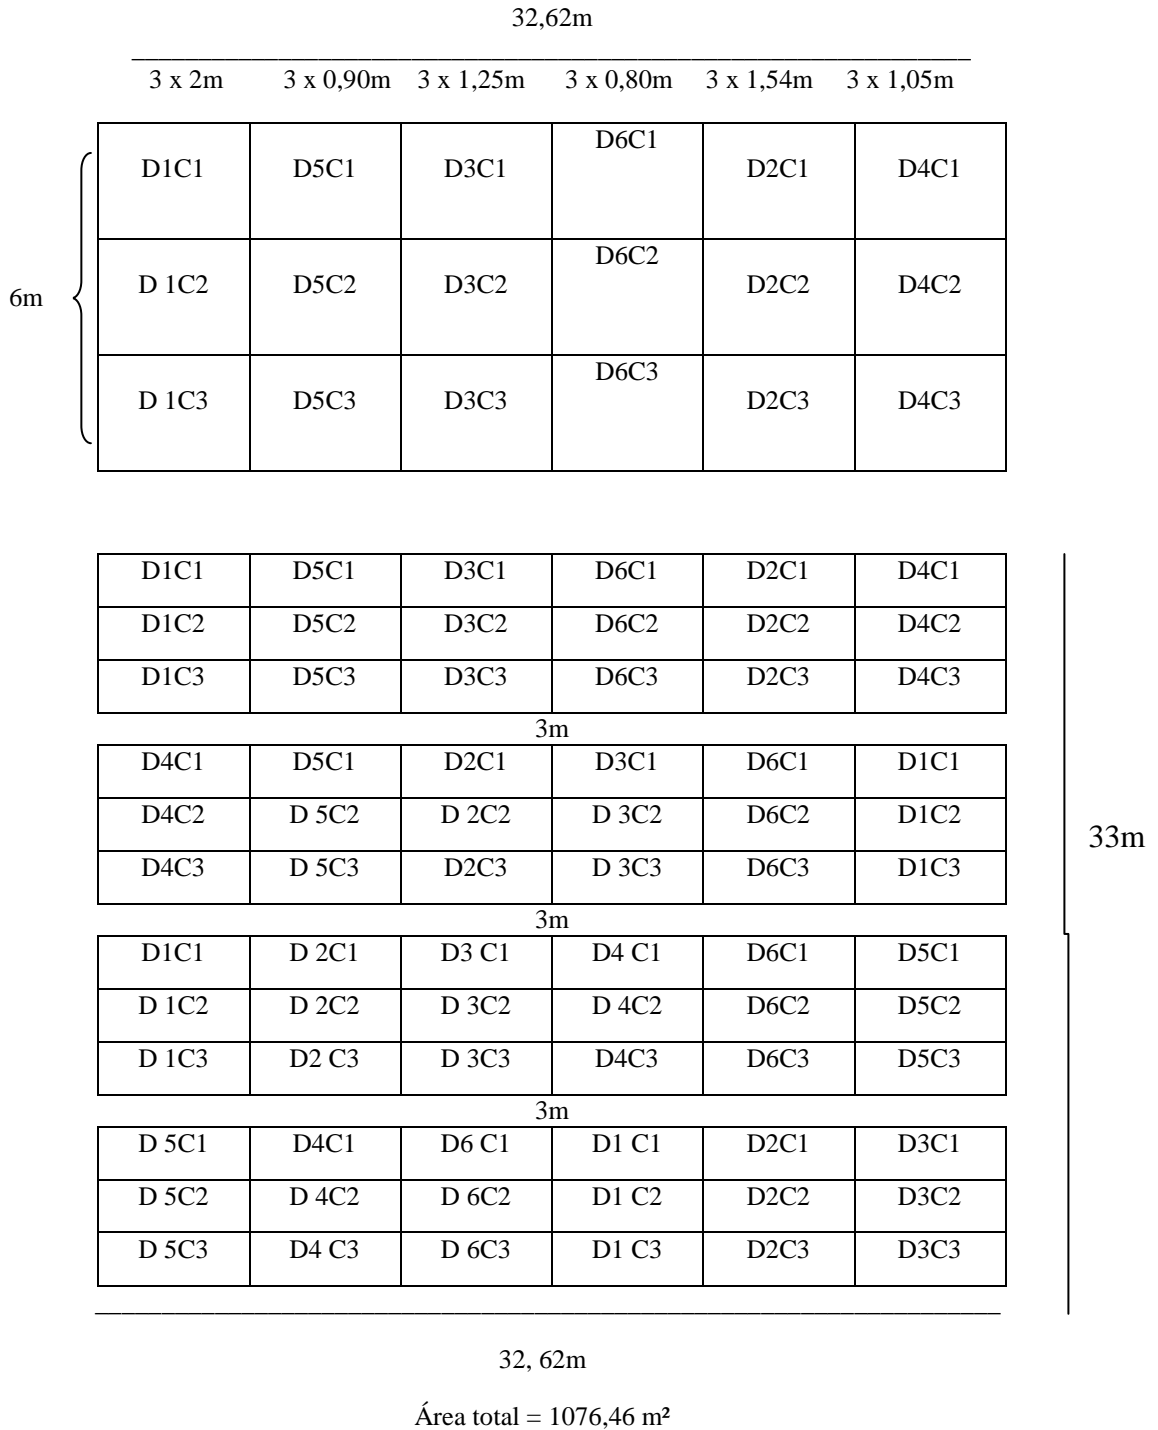 32,62m
3 x 2m 3 x 0,90m 3 x 1,25m 3 x 0,80m 3 x 1,54m 3 x 1,05m
D1C1 D5C1 D3C1 D6C1 D2C1 D4C1
D 1C2 D5C2 D3C2 D6C2 D2C2 D4C2
6m
D 1C3 D5C3 D3C3 D6C3 D2C3 D4C3
D1C1 D5C1 D3C1 D6C1 D2C1 D4C1
D1C2 D5C2 D3C2 D6C2 D2C2 D4C2
D1C3 D5C3 D3C3 D6C3 D2C3 D4C3
3m
D4C1 D5C1 D2C1 D3C1 D6C1 D1C1
D4C2 D 5C2 D 2C2 D 3C2 D6C2 D1C2
33m
D4C3 D 5C3 D2C3 D 3C3 D6C3 D1C3
3m
D1C1 D 2C1 D3 C1 D4 C1 D6C1 D5C1
D 1C2 D 2C2 D 3C2 D 4C2 D6C2 D5C2
D 1C3 D2 C3 D 3C3 D4C3 D6C3 D5C3
3m
D 5C1 D4C1 D6 C1 D1 C1 D2C1 D3C1
D 5C2 D 4C2 D 6C2 D1 C2 D2C2 D3C2
D 5C3 D4 C3 D 6C3 D1 C3 D2C3 D3C3
32, 62m
Área total = 1076,46 m²